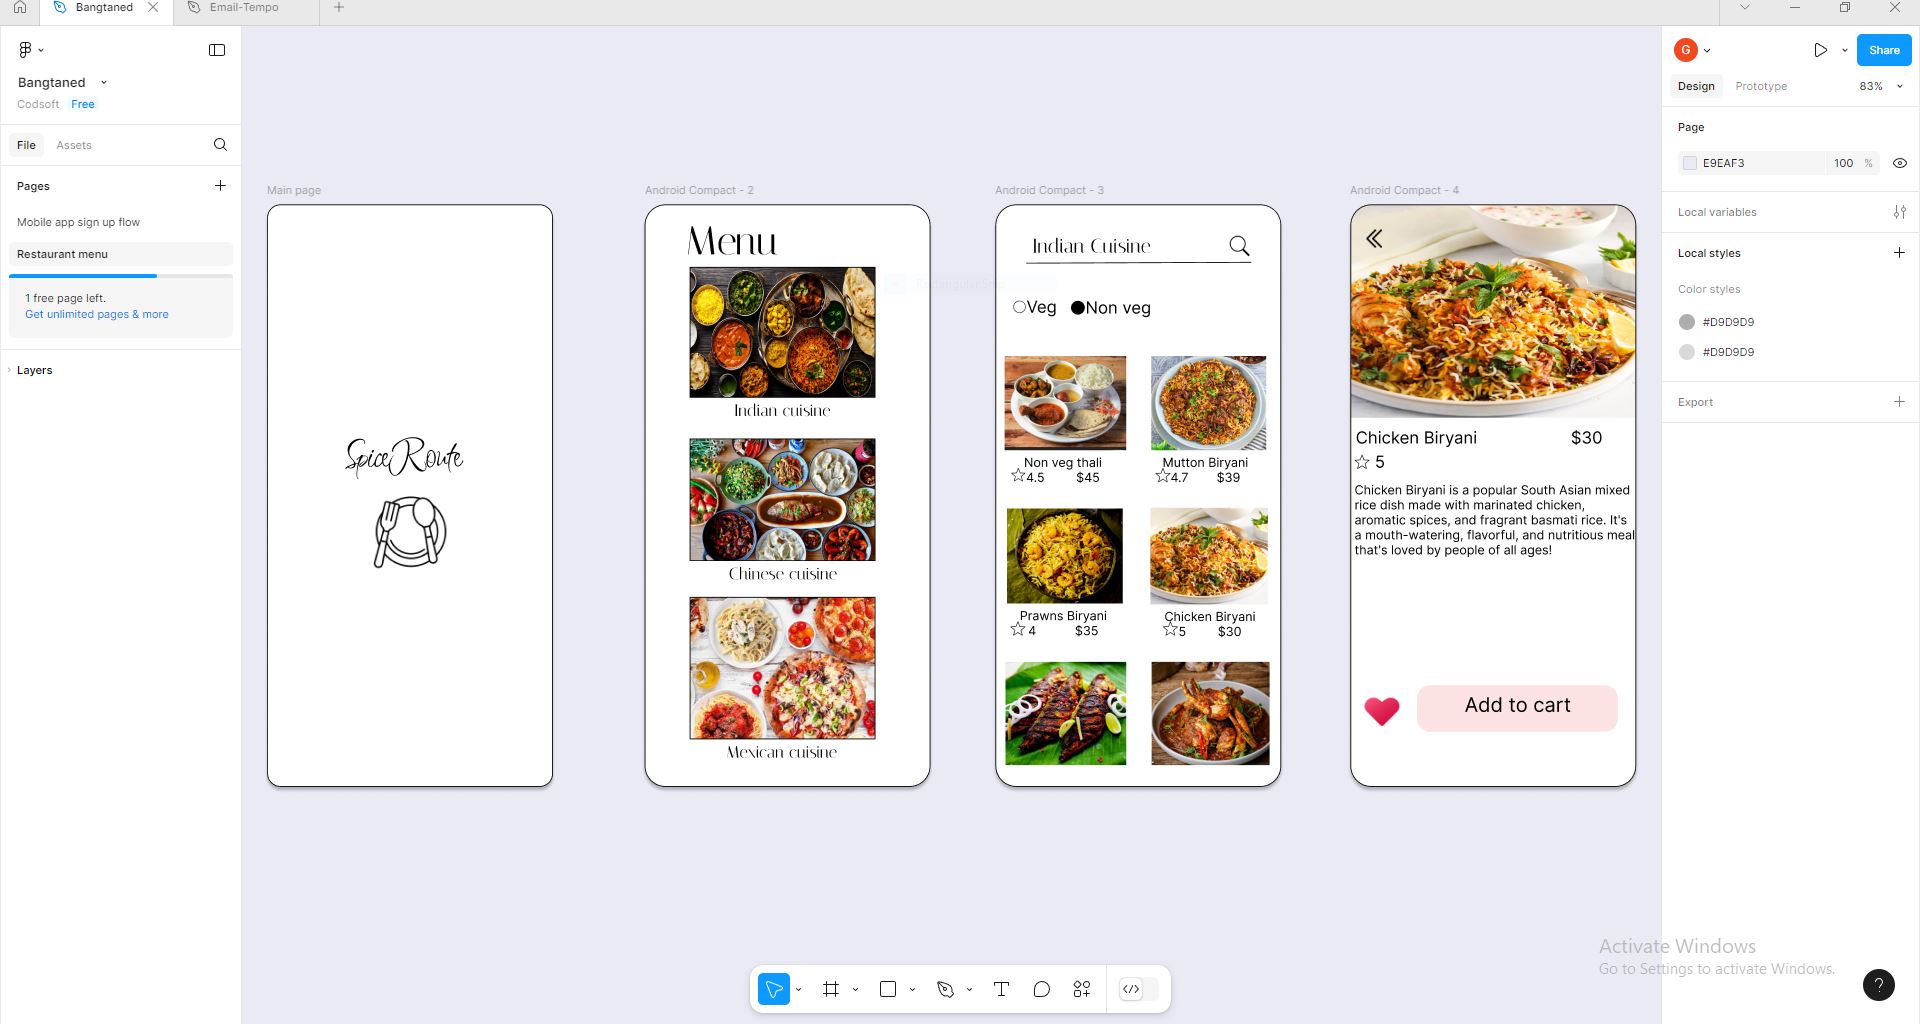 Bangtaned
Email-Tempo
Bangtaned
Codsoft Free
File Assets
Pages
Mobile app sign up flow
Restaurant menu
1 free page left.
Get unlimited pages & more
Layers
Main page
SpiceRoute
Android Compact - 2
Menu
Indian cuisine
Chinese cuisine
Mexican cuisine
Android Compact - 3
Indian Cuisine
Veg Non veg
Non veg thali
4.5 $45
Mutton Biryani
4.7 $39
Prawns Biryani
4 $35
Chicken Biryani
5 $30
Android Compact - 4
Chicken Biryani $30
5
Chicken Biryani is a popular South Asian mixed
rice dish made with marinated chicken,
aromatic spices, and fragrant basmati rice. It's
a mouth-watering, flavorful, and nutritious meal
that's loved by people of all ages!
Add to cart
G
Share
Design Prototype 83%
Page
E9EAF3 100 %
Local variables
Local styles
Color styles
#D9D9D9
#D9D9D9
Export
Activate Windows
Go to Settings to activate Windows.
?